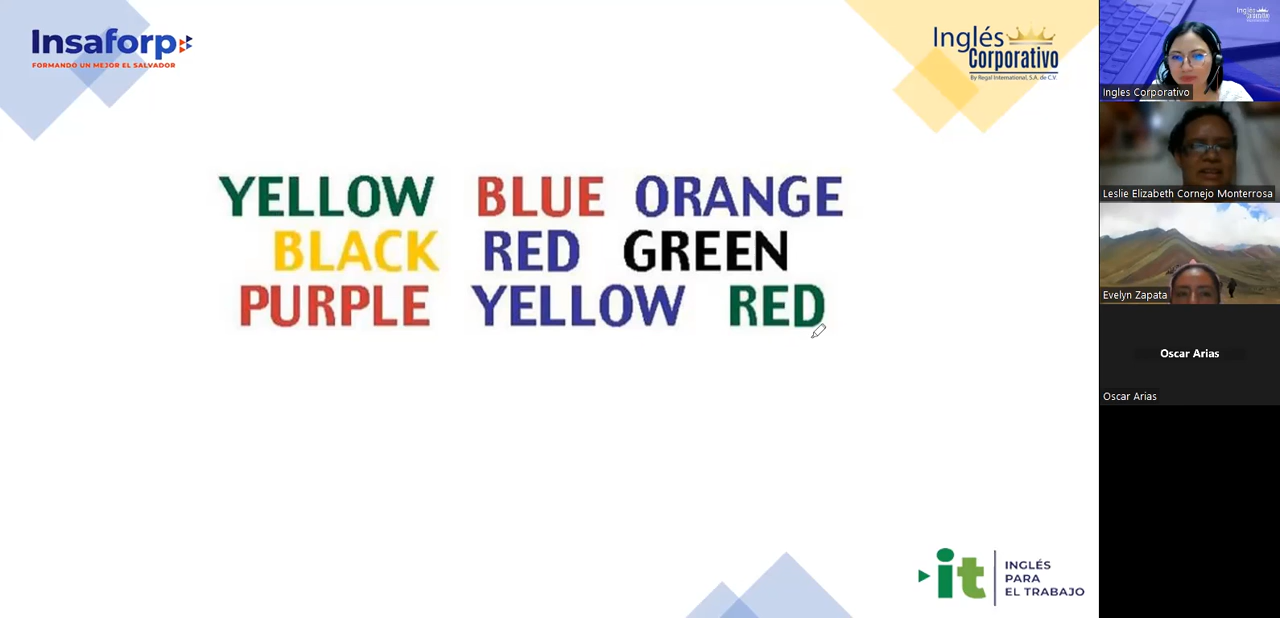 Insaforp
FORMANDO UN MEJOR EL SALVADOR
Inglés
Corporativo
By Regal International, S.A. de C.V.
YELLOW BLUE ORANGE
BLACK RED GREEN
PURPLE YELLOW RED
it
INGLÉS
PARA
EL TRABAJO
Ingles Corporativo
Leslie Elizabeth Cornejo Monterrosa
Evelyn Zapata
Oscar Arias
Oscar Arias